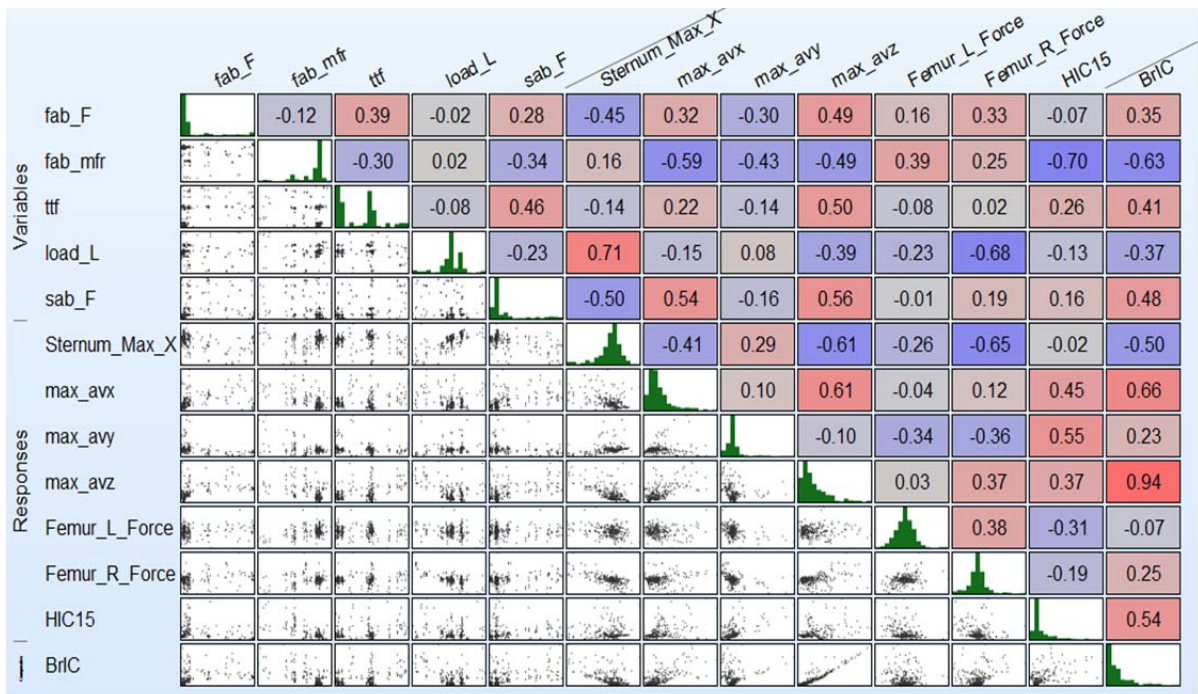 fab_F fab_mfr ttf load_L sab_F Sternum_Max_X max_avx max_avy max_avz Femur_L_Force Femur_R_Force HIC15 BrIC
Variables
fab_F -0.12 0.39 -0.02 0.28 -0.45 0.32 -0.30 0.49 0.16 0.33 -0.07 0.35
fab_mfr -0.30 0.02 -0.34 0.16 -0.59 -0.43 -0.49 0.39 0.25 -0.70 -0.63
ttf -0.08 0.46 -0.14 0.22 -0.14 0.50 -0.08 0.02 0.26 0.41
load_L -0.23 0.71 -0.15 0.08 -0.39 -0.23 -0.68 -0.13 -0.37
sab_F -0.50 0.54 -0.16 0.56 -0.01 0.19 0.16 0.48
Responses
Sternum_Max_X -0.41 0.29 -0.61 -0.26 -0.65 -0.02 -0.50
max_avx 0.10 0.61 -0.04 0.12 0.45 0.66
max_avy -0.10 -0.34 -0.36 0.55 0.23
max_avz 0.03 0.37 0.37 0.94
Femur_L_Force 0.38 -0.31 -0.07
Femur_R_Force -0.19 0.25
HIC15 0.54
BrIC